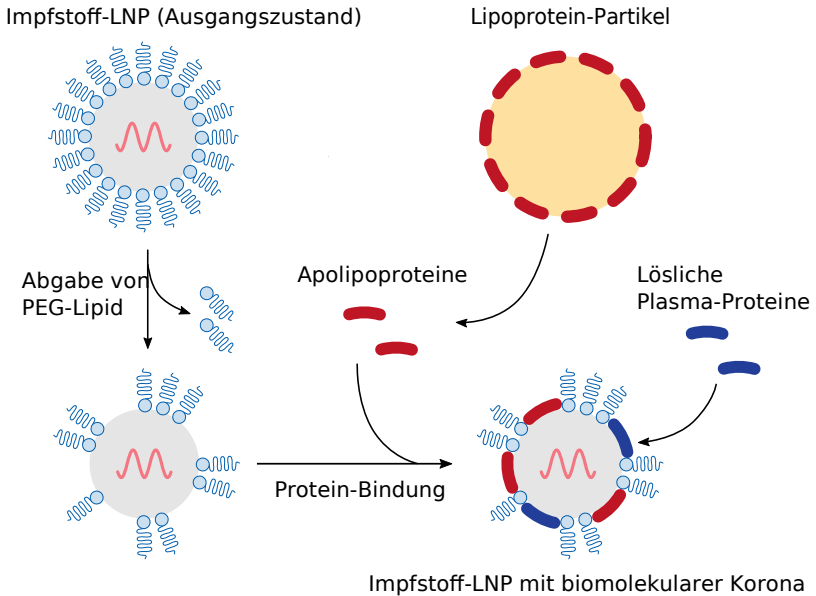 Impfstoff-LNP (Ausgangszustand)
Lipoprotein-Partikel
Abgabe von
PEG-Lipid
Apolipoproteine
Lösliche
Plasma-Proteine
Protein-Bindung
Impfstoff-LNP mit biomolekularer Korona